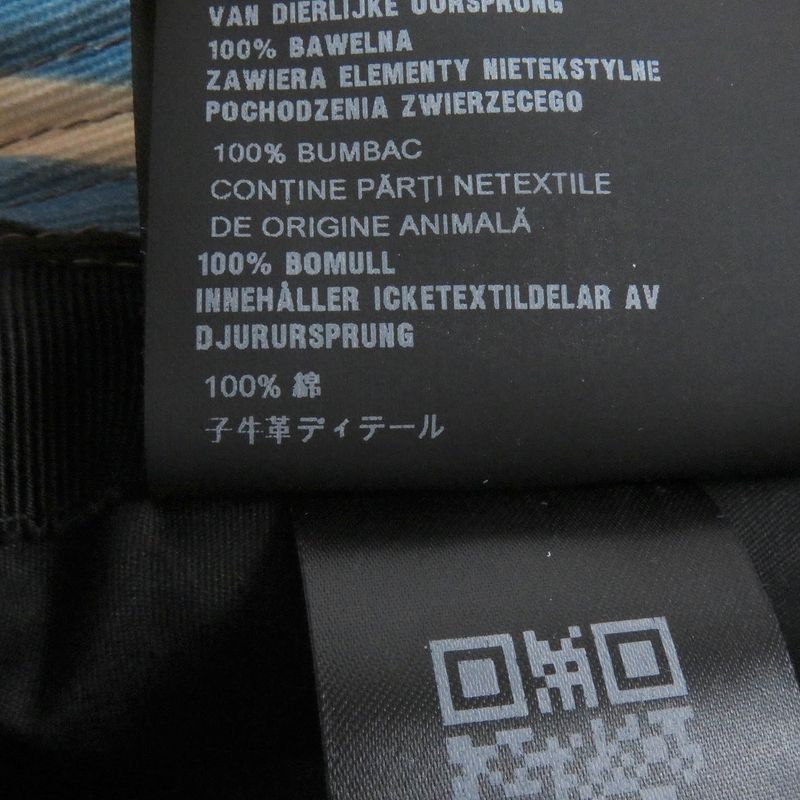 VAN DIERLIJKE OORSPRUNG
100% BAWELNA
ZAWIERA ELEMENTY NIETEKSTYLNE
POCHODZENIA ZWIERZECEGO
100% BUMBAC
CONȚINE PĂRȚI NETEXTILE
DE ORIGINE ANIMALĂ
100% BOMULL
INNEHÅLLER ICKETEXTILDELAR AV
DJURURSPRUNG
100% 綿
子牛革ディテール